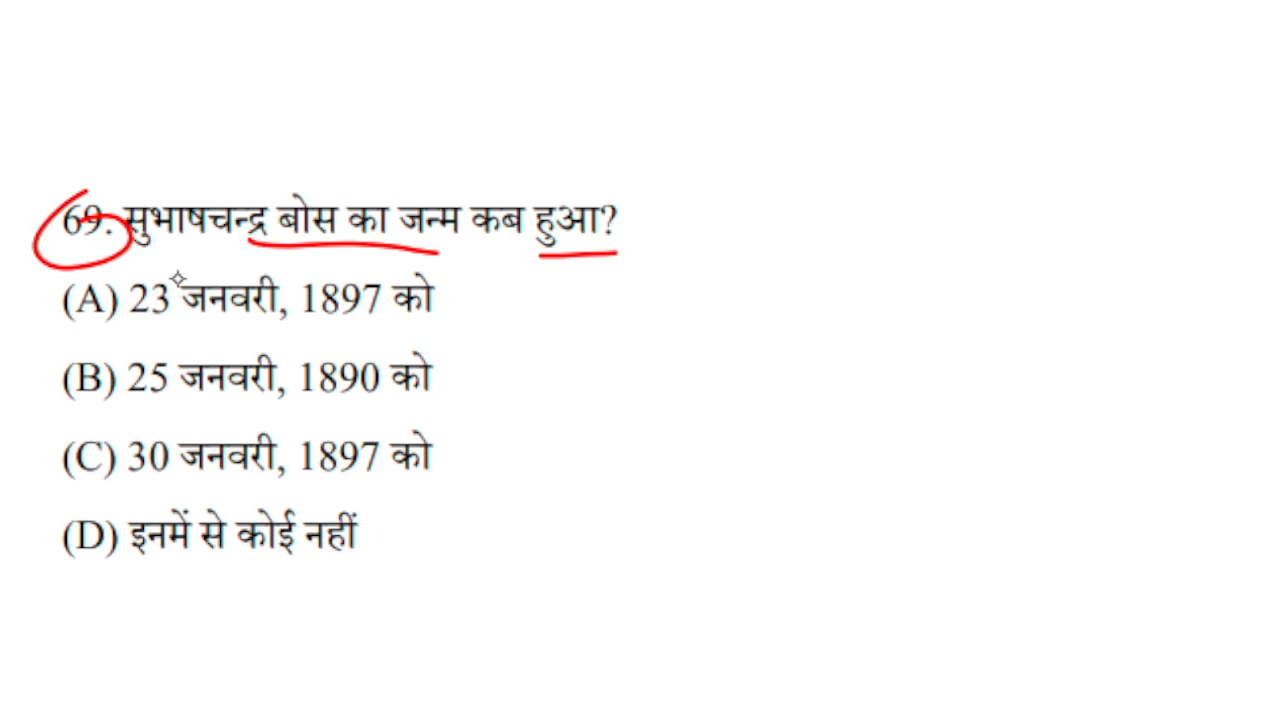 69. सुभाषचन्द्र बोस का जन्म कब हुआ?
(A) 23 जनवरी, 1897 को
(B) 25 जनवरी, 1890 को
(C) 30 जनवरी, 1897 को
(D) इनमें से कोई नहीं